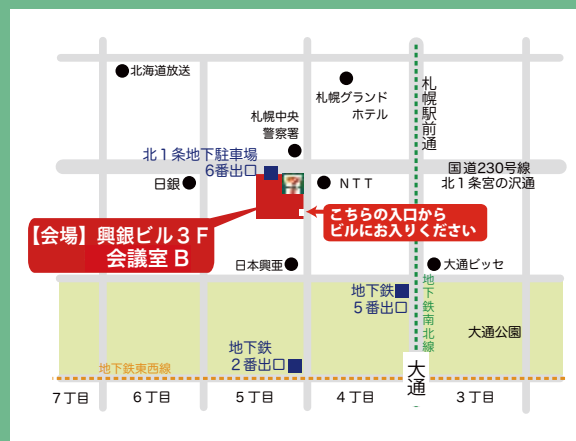 北海道放送
札幌グランド
ホテル
札幌駅前通
札幌中央
警察署
北１条地下駐車場
６番出口
国道230号線
北１条宮の沢通
日銀
ＮＴＴ
こちらの入口から
ビルにお入りください
【会場】興銀ビル３Ｆ
会議室 B
日本興亜
大通ビッセ
地下鉄
５番出口
地下鉄南北線
大通公園
地下鉄
２番出口
地下鉄東西線
大通
７丁目
６丁目
５丁目
４丁目
３丁目